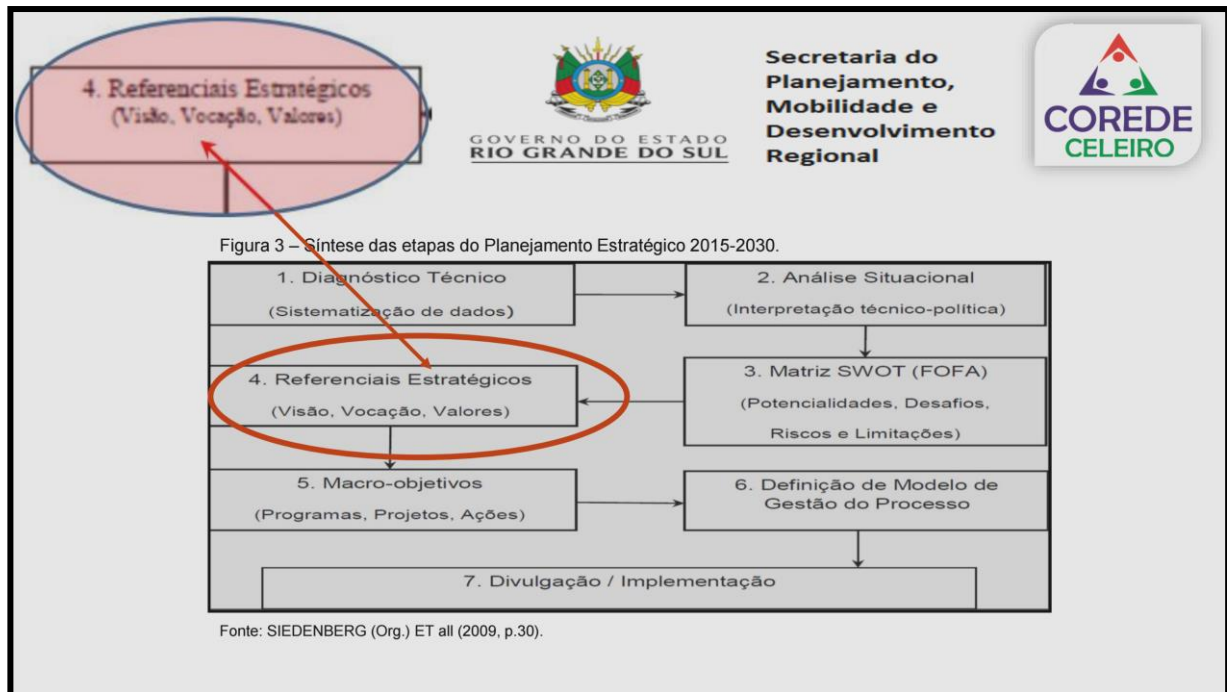 4. Referenciais Estratégicos
(Visão, Vocação, Valores)
GOVERNO DO ESTADO
RIO GRANDE DO SUL
Secretaria do
Planejamento,
Mobilidade e
Desenvolvimento
Regional
COREDE
CELEIRO
Figura 3 – Síntese das etapas do Planejamento Estratégico 2015-2030.
1. Diagnóstico Técnico
(Sistematização de dados)
2. Análise Situacional
(Interpretação técnico-política)
4. Referenciais Estratégicos
(Visão, Vocação, Valores)
3. Matriz SWOT (FOFA)
(Potencialidades, Desafios,
Riscos e Limitações)
5. Macro-objetivos
(Programas, Projetos, Ações)
6. Definição de Modelo de
Gestão do Processo
7. Divulgação / Implementação
Fonte: SIEDENBERG (Org.) ET all (2009, p.30).